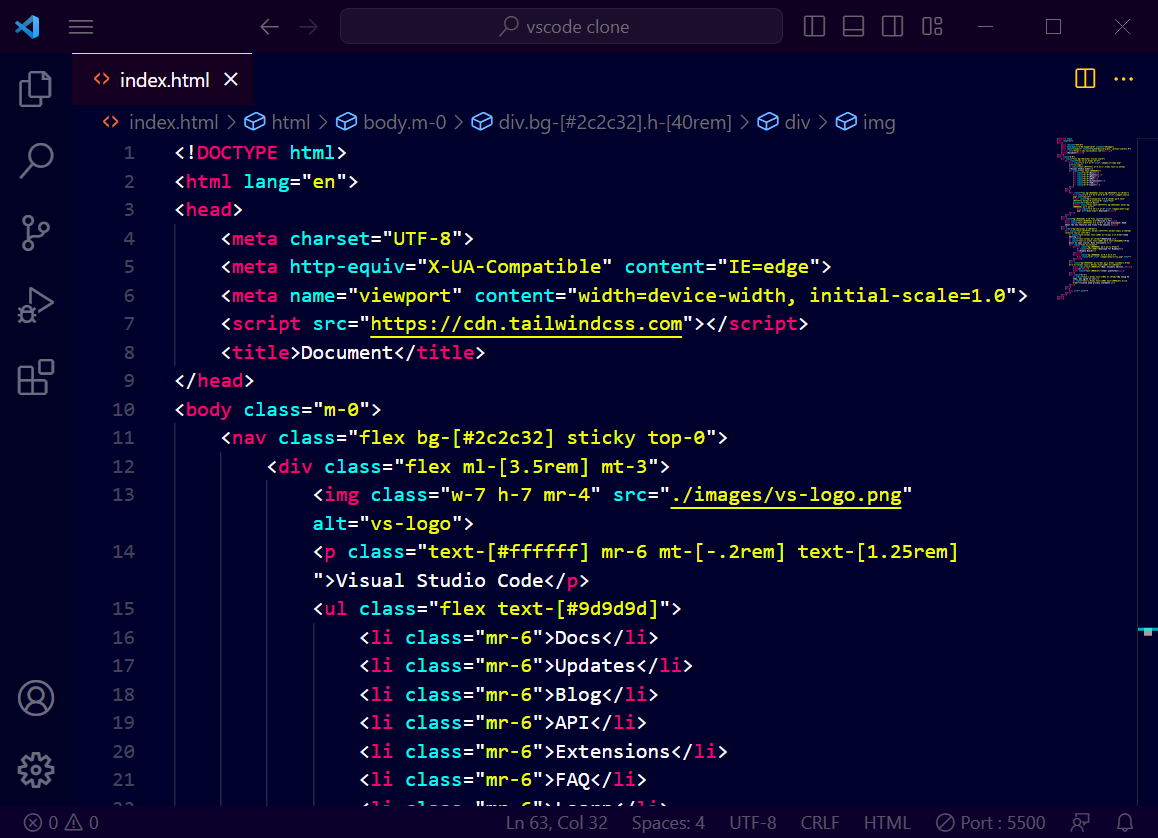 vscode clone
index.html
index.html > html > body.m-0 > div.bg-[#2c2c32].h-[40rem] > div > img
1 <!DOCTYPE html>
2 <html lang="en">
3 <head>
4 <meta charset="UTF-8">
5 <meta http-equiv="X-UA-Compatible" content="IE=edge">
6 <meta name="viewport" content="width=device-width, initial-scale=1.0">
7 <script src="https://cdn.tailwindcss.com"></script>
8 <title>Document</title>
9 </head>
10 <body class="m-0">
11 <nav class="flex bg-[#2c2c32] sticky top-0">
12 <div class="flex ml-[3.5rem] mt-3">
13 <img class="w-7 h-7 mr-4" src="./images/vs-logo.png"
alt="vs-logo">
14 <p class="text-[#ffffff] mr-6 mt-[-.2rem] text-[1.25rem]
">Visual Studio Code</p>
15 <ul class="flex text-[#9d9d9d]">
16 <li class="mr-6">Docs</li>
17 <li class="mr-6">Updates</li>
18 <li class="mr-6">Blog</li>
19 <li class="mr-6">API</li>
20 <li class="mr-6">Extensions</li>
21 <li class="mr-6">FAQ</li>
22 <li class="mr-6">Learn</li>
0 0 Ln 63, Col 32 Spaces: 4 UTF-8 CRLF HTML Port : 5500